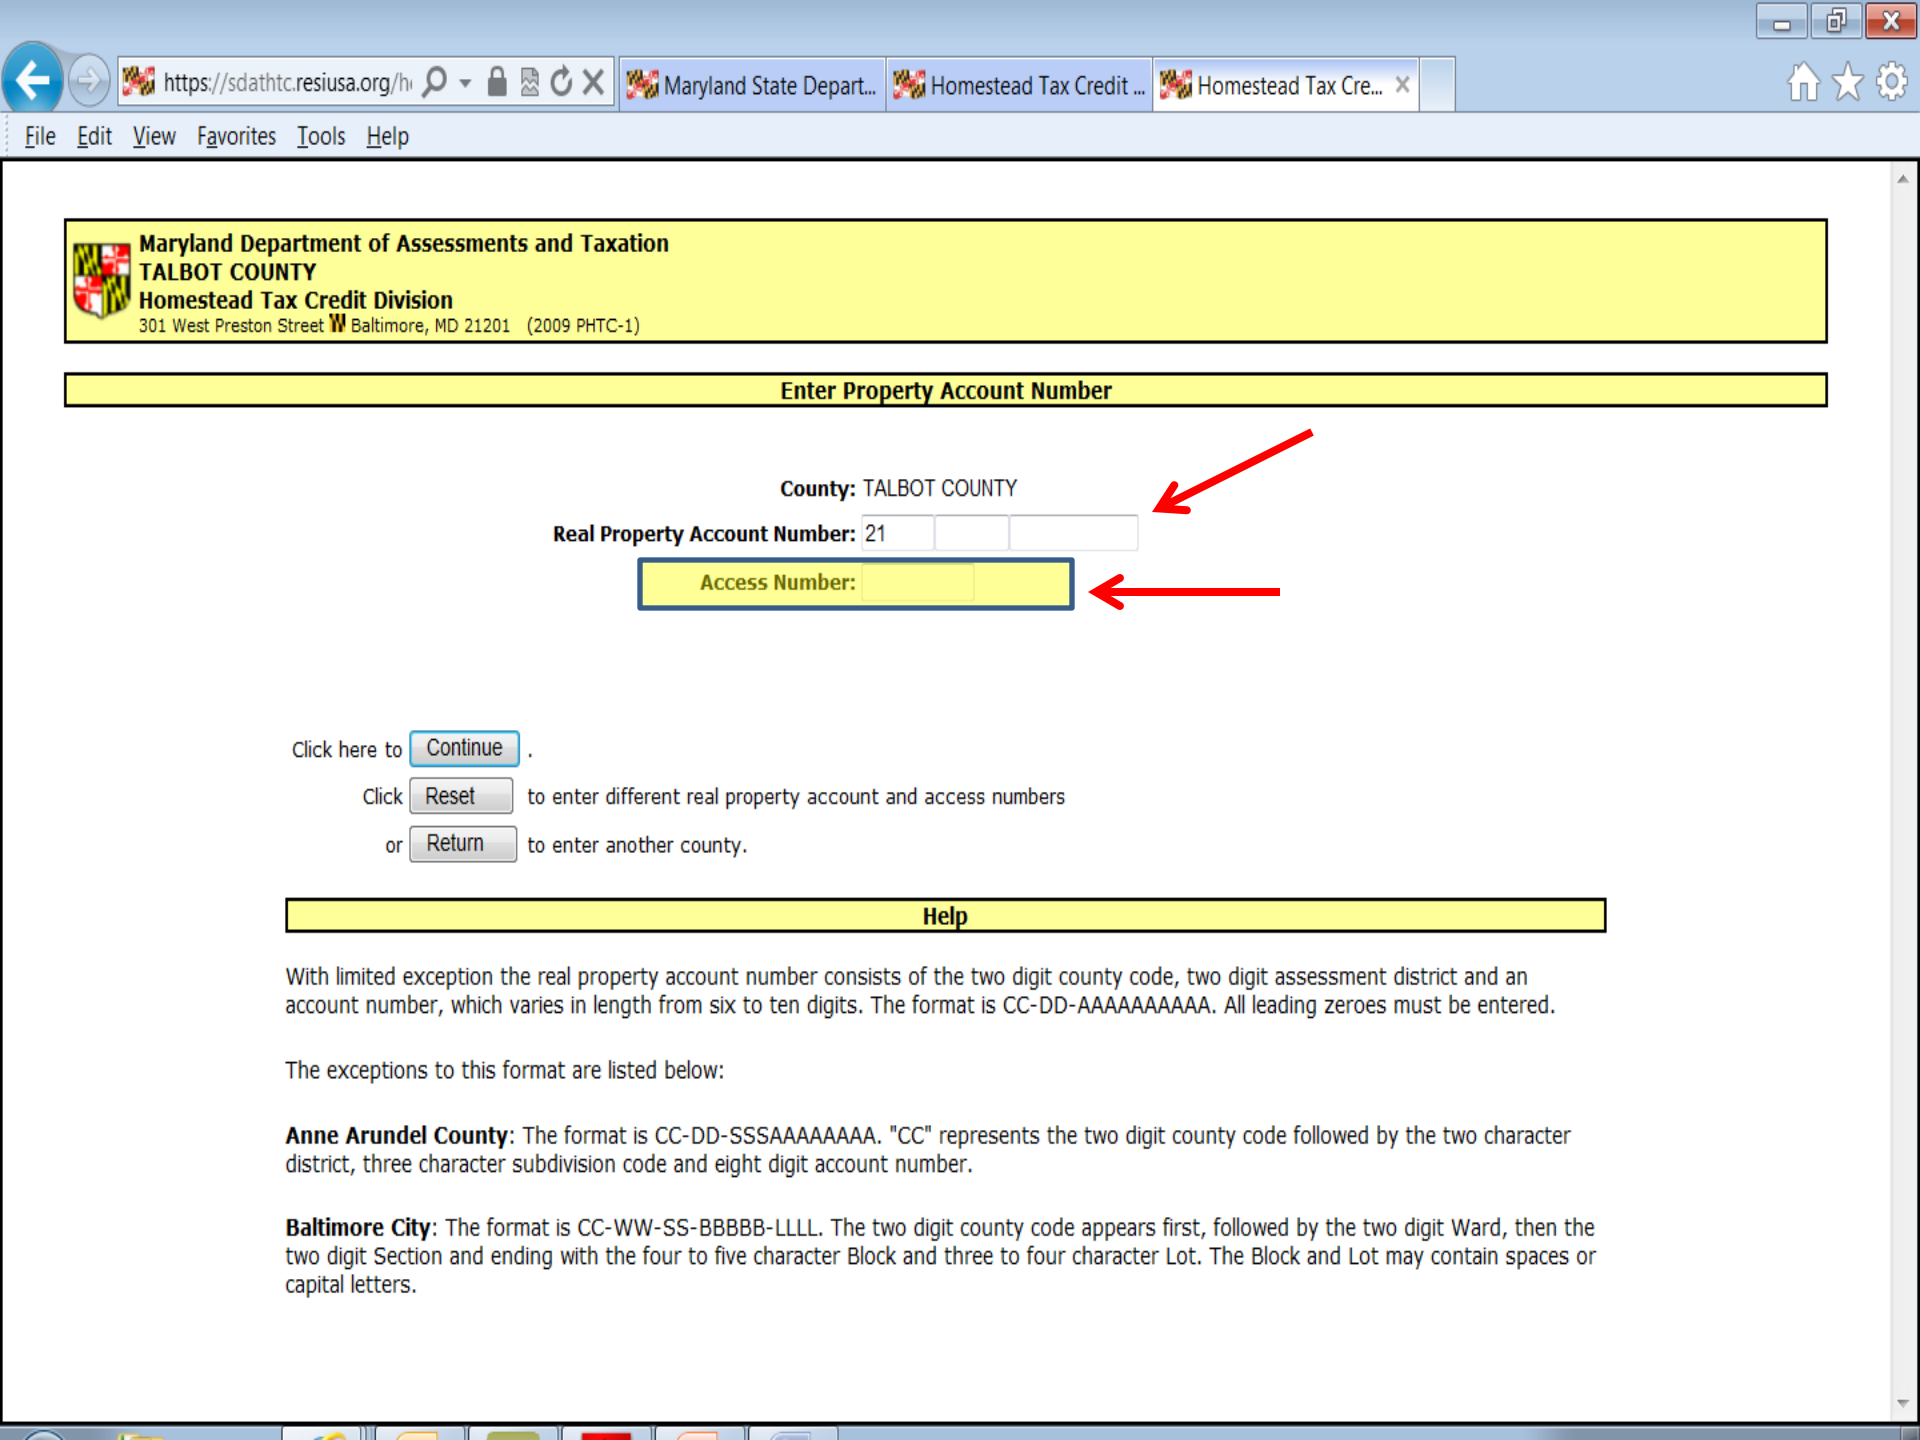 https://sdathtc.resiusa.org/h
Maryland State Depart...
Homestead Tax Credit ...
Homestead Tax Cre...
File Edit View Favorites Tools Help
Maryland Department of Assessments and Taxation
TALBOT COUNTY
Homestead Tax Credit Division
301 West Preston Street Baltimore, MD 21201 (2009 PHTC-1)
Enter Property Account Number
County: TALBOT COUNTY
Real Property Account Number: 21
Access Number:
Click here to Continue .
Click Reset to enter different real property account and access numbers
or Return to enter another county.
Help
With limited exception the real property account number consists of the two digit county code, two digit assessment district and an
account number, which varies in length from six to ten digits. The format is CC-DD-AAAAAAAAAA. All leading zeroes must be entered.
The exceptions to this format are listed below:
Anne Arundel County: The format is CC-DD-SSSAAAAAAAA. "CC" represents the two digit county code followed by the two character
district, three character subdivision code and eight digit account number.
Baltimore City: The format is CC-WW-SS-BBBBB-LLLL. The two digit county code appears first, followed by the two digit Ward, then the
two digit Section and ending with the four to five character Block and three to four character Lot. The Block and Lot may contain spaces or
capital letters.